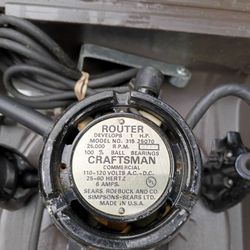 ROUTER
DEVELOPS 1 H.P.
MODEL NO. 315 25070
25,000 R.P.M.
100 % BALL BEARINGS
CRAFTSMAN
COMMERCIAL
110-120 VOLTS A.C.-D.C.
25-60 HERTZ
6 AMPS.
SEARS, ROEBUCK AND CO.
SIMPSONS-SEARS LTD.
MADE IN U.S.A.